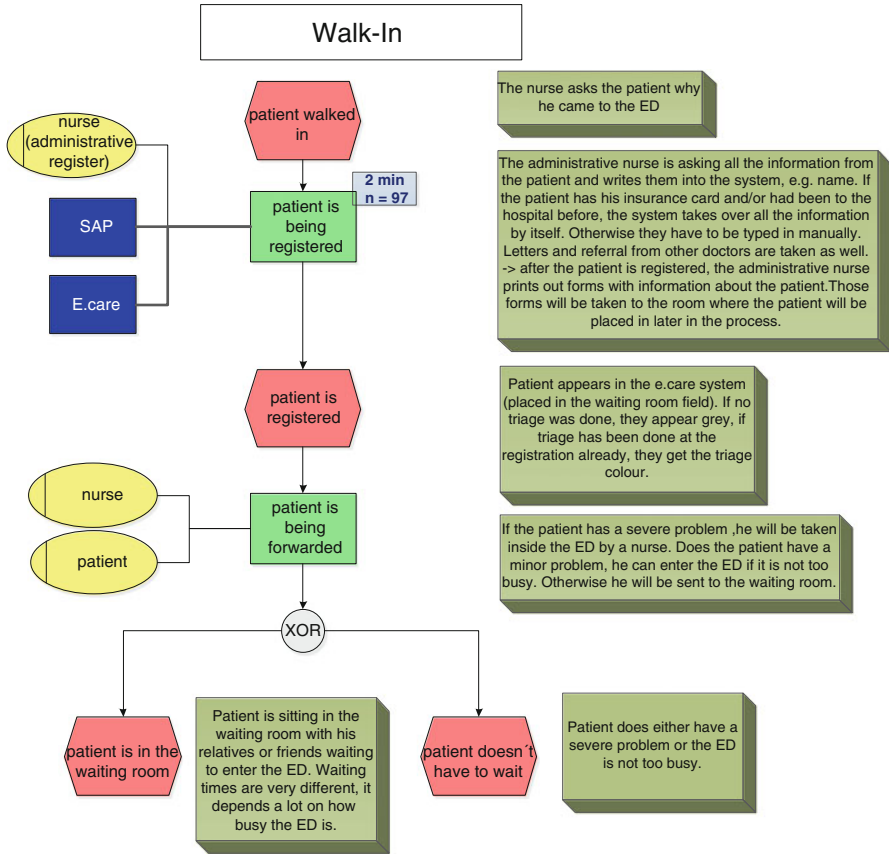 Walk-In
patient walked
in
The nurse asks the patient why
he came to the ED
nurse
(administrative
register)
SAP
E.care
2 min
n = 97
patient is
being
registered
The administrative nurse is asking all the information from
the patient and writes them into the system, e.g. name. If
the patient has his insurance card and/or had been to the
hospital before, the system takes over all the information
by itself. Otherwise they have to be typed in manually.
Letters and referral from other doctors are taken as well.
-> after the patient is registered, the administrative nurse
prints out forms with information about the patient.Those
forms will be taken to the room where the patient will be
placed in later in the process.
patient is
registered
Patient appears in the e.care system
(placed in the waiting room field). If no
triage was done, they appear grey, if
triage has been done at the
registration already, they get the triage
colour.
nurse
patient
patient is
being
forwarded
If the patient has a severe problem ,he will be taken
inside the ED by a nurse. Does the patient have a
minor problem, he can enter the ED if it is not too
busy. Otherwise he will be sent to the waiting room.
XOR
patient is in the
waiting room
Patient is sitting in the
waiting room with his
relatives or friends waiting
to enter the ED. Waiting
times are very different, it
depends a lot on how
busy the ED is.
patient doesn´t
have to wait
Patient does either have a
severe problem or the ED
is not too busy.